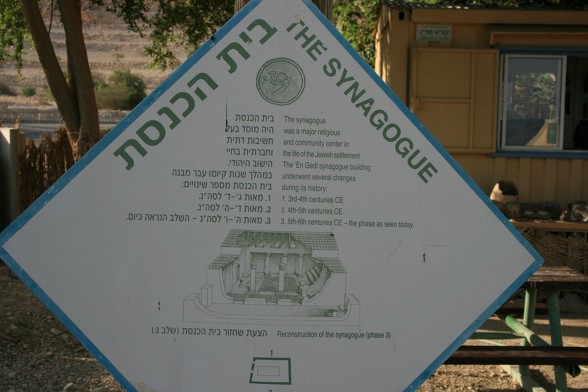 בית הכנסת
THE SYNAGOGUE
בית הכנסת
היה מוסד בעל
חשיבות דתית
וחברתית בחיי
הישוב היהודי.
במהלך שנות קיומו עבר מבנה
בית הכנסת מספר שינויים:
1. מאות ג'-ד' לסה"נ.
2. מאות ד'-ה' לסה"נ.
3. מאות ה'-ו' לסה"נ – השלב הנראה כיום.
The synagogue
was a major religious
and community center in
the life of the Jewish settlement.
The 'En Gedi synagogue building
underwent several changes
during its history:
1. 3rd-4th centuries CE.
2. 4th-5th centuries CE.
3. 5th-6th centuries CE – the phase as seen today.
הצעת שחזור בית הכנסת (שלב 3)
Reconstruction of the synagogue (phase 3)
1